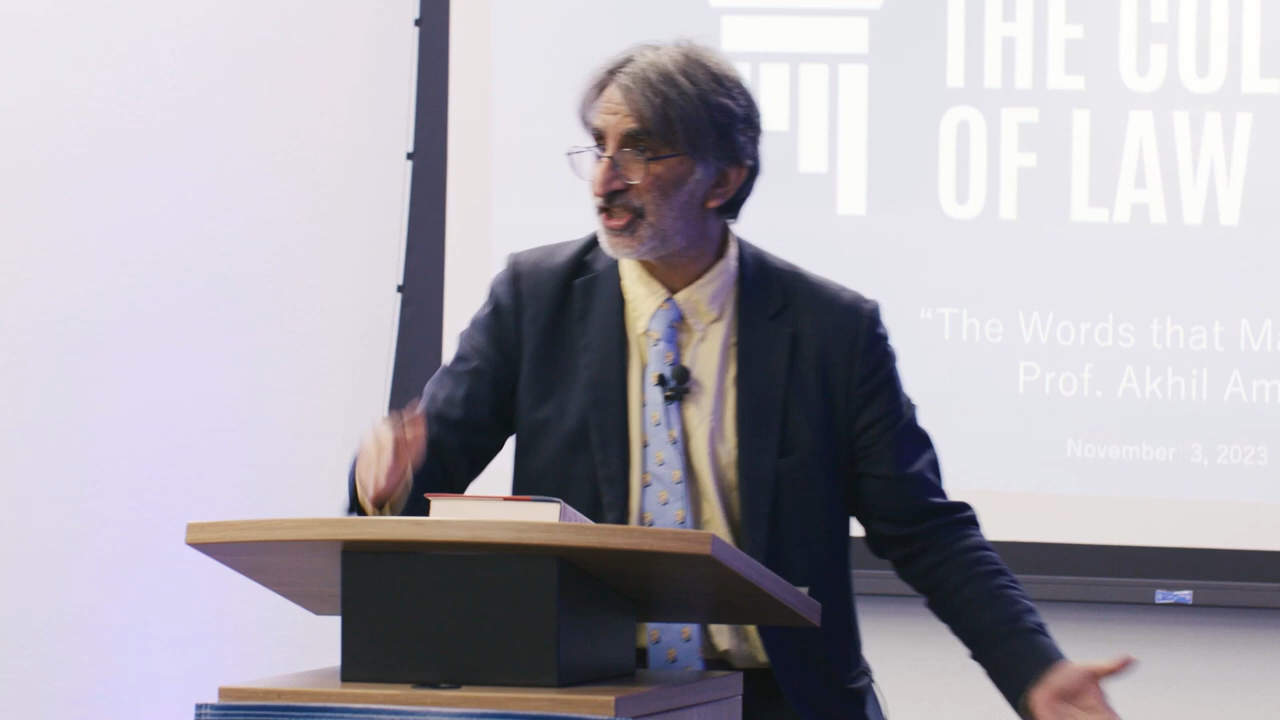 THE COL
OF LAW
“The Words that Ma
Prof. Akhil Am
November 3, 2023